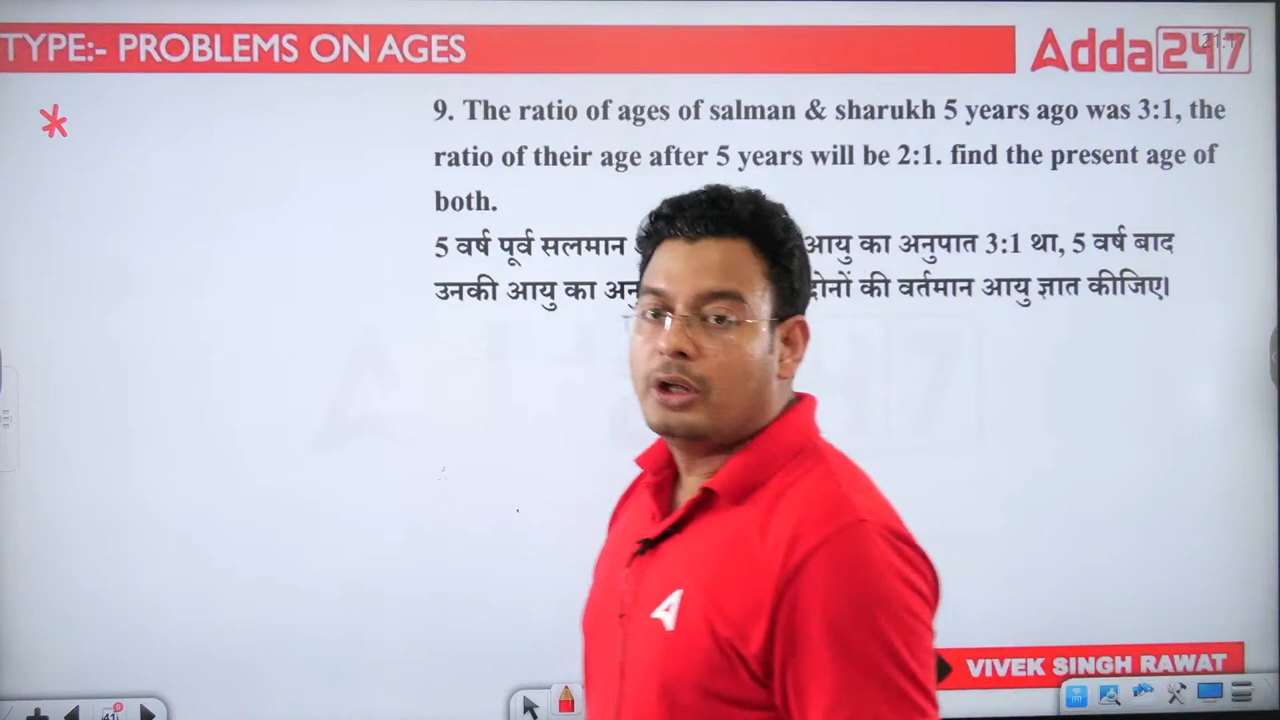 TYPE:- PROBLEMS ON AGES
Adda247
9. The ratio of ages of salman & sharukh 5 years ago was 3:1, the
ratio of their age after 5 years will be 2:1. find the present age of
both.
5 वर्ष पूर्व सलमान आयु का अनुपात 3:1 था, 5 वर्ष बाद
उनकी आयु का की वर्तमान आयु ज्ञात कीजिए।
VIVEK SINGH RAWAT
41